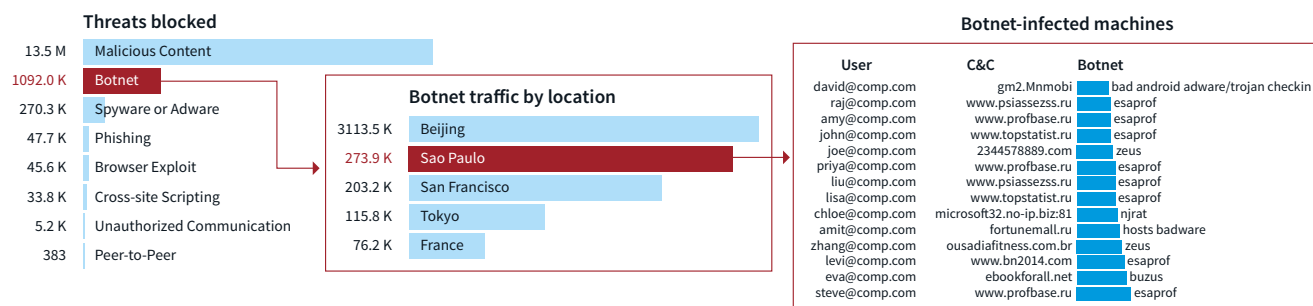 Threats blocked
13.5 M Malicious Content
1092.0 K Botnet
270.3 K Spyware or Adware
47.7 K Phishing
45.6 K Browser Exploit
33.8 K Cross-site Scripting
5.2 K Unauthorized Communication
383 Peer-to-Peer
Botnet traffic by location
3113.5 K Beijing
273.9 K Sao Paulo
203.2 K San Francisco
115.8 K Tokyo
76.2 K France
Botnet-infected machines
User C&C Botnet
david@comp.com gm2.Mnmobi bad android adware/trojan checkin
raj@comp.com www.psiassezss.ru esaprof
amy@comp.com www.profbase.ru esaprof
john@comp.com www.topstatist.ru esaprof
joe@comp.com 2344578889.com zeus
priya@comp.com www.profbase.ru esaprof
liu@comp.com www.psiassezss.ru esaprof
lisa@comp.com www.topstatist.ru esaprof
chloe@comp.com microsoft32.no-ip.biz:81 njrat
amit@comp.com fortunemall.ru hosts badware
zhang@comp.com ousadiafitness.com.br zeus
levi@comp.com www.bn2014.com esaprof
eva@comp.com ebookforall.net buzus
steve@comp.com www.profbase.ru esaprof